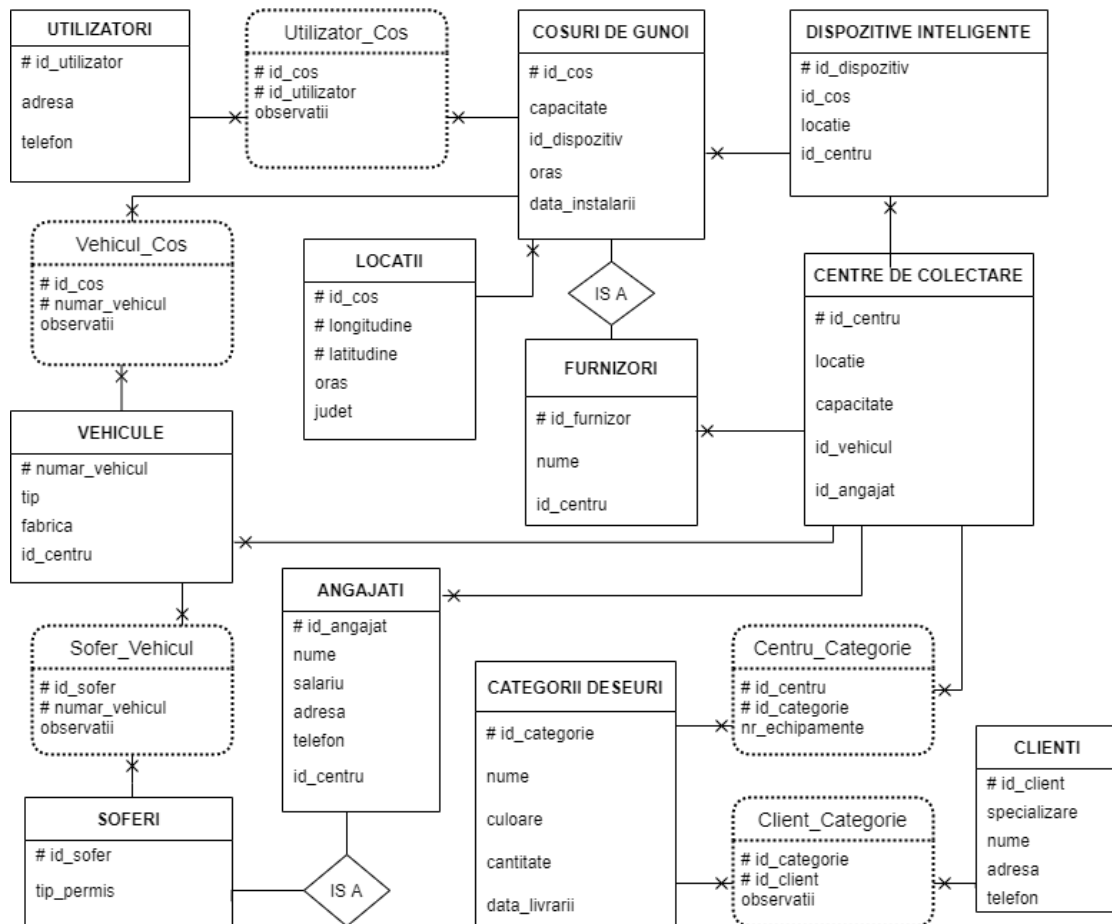 UTILIZATORI
# id_utilizator
adresa
telefon
Utilizator_Cos
# id_cos
# id_utilizator
observatii
COSURI DE GUNOI
# id_cos
capacitate
id_dispozitiv
oras
data_instalarii
DISPOZITIVE INTELIGENTE
# id_dispozitiv
id_cos
locatie
id_centru
Vehicul_Cos
# id_cos
# numar_vehicul
observatii
LOCATII
# id_cos
# longitudine
# latitudine
oras
judet
IS A
CENTRE DE COLECTARE
# id_centru
locatie
capacitate
id_vehicul
id_angajat
FURNIZORI
# id_furnizor
nume
id_centru
VEHICULE
# numar_vehicul
tip
fabrica
id_centru
ANGAJATI
# id_angajat
nume
salariu
adresa
telefon
id_centru
Sofer_Vehicul
# id_sofer
# numar_vehicul
observatii
CATEGORII DESEURI
# id_categorie
nume
culoare
cantitate
data_livrarii
Centru_Categorie
# id_centru
# id_categorie
nr_echipamente
CLIENTI
# id_client
specializare
nume
adresa
telefon
SOFERI
# id_sofer
tip_permis
IS A
Client_Categorie
# id_categorie
# id_client
observatii